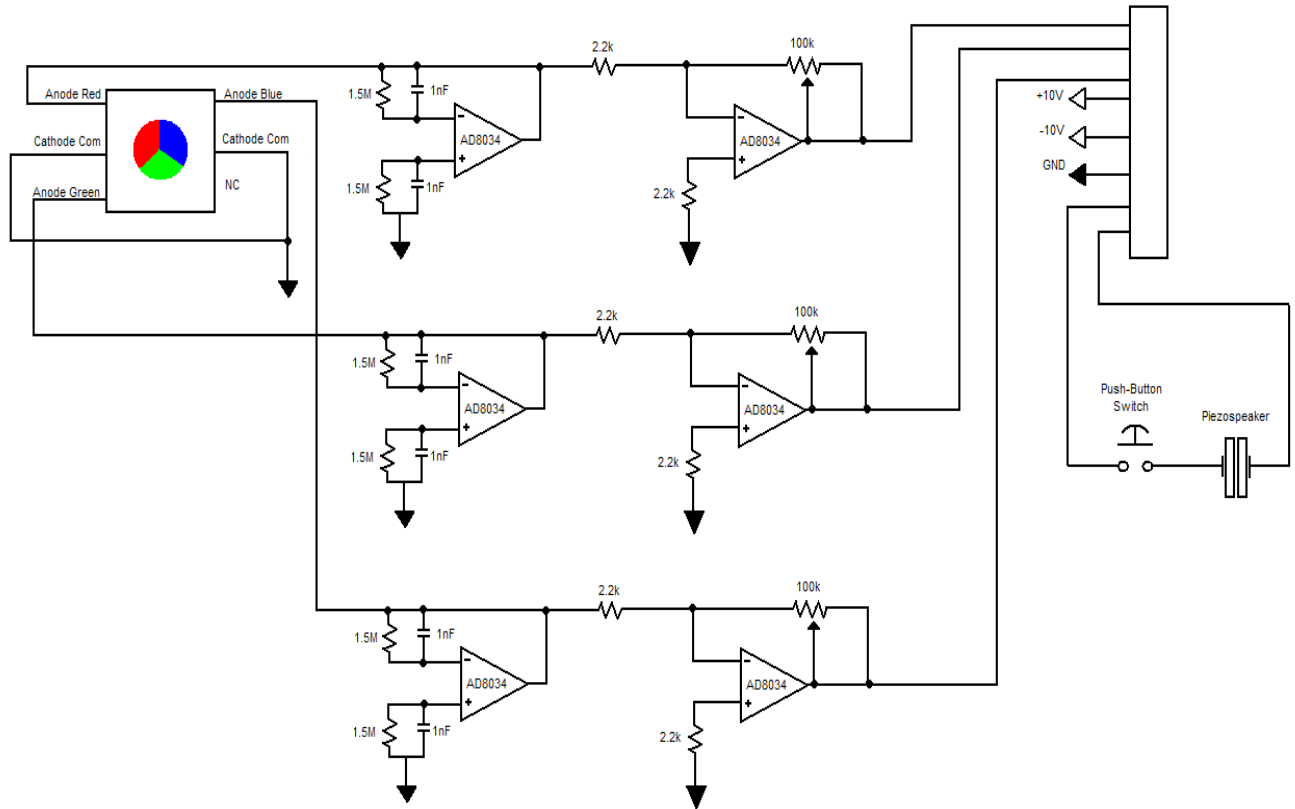 Anode Red
Anode Blue
Cathode Com
Cathode Com
Anode Green
NC
1.5M
1nF
AD8034
1.5M
1nF
2.2k
100k
AD8034
2.2k
1.5M
1nF
AD8034
1.5M
1nF
2.2k
100k
AD8034
2.2k
1.5M
1nF
AD8034
1.5M
1nF
2.2k
100k
AD8034
2.2k
+10V
-10V
GND
Push-Button
Switch
Piezospeaker